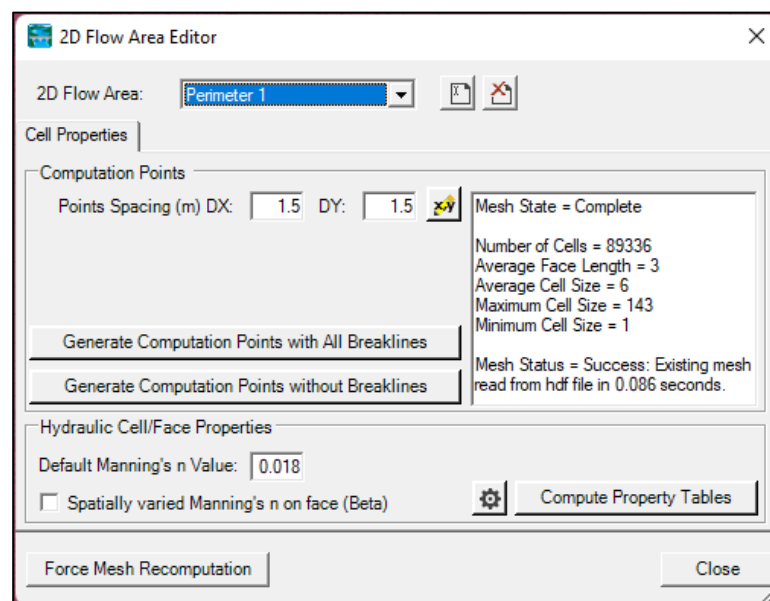 2D Flow Area Editor
2D Flow Area: Perimeter 1
Cell Properties
Computation Points
Points Spacing (m) DX: 1.5 DY: 1.5
Mesh State = Complete
Number of Cells = 89336
Average Face Length = 3
Average Cell Size = 6
Maximum Cell Size = 143
Minimum Cell Size = 1
Mesh Status = Success: Existing mesh
read from hdf file in 0.086 seconds.
Generate Computation Points with All Breaklines
Generate Computation Points without Breaklines
Hydraulic Cell/Face Properties
Default Manning's n Value: 0.018
Spatially varied Manning's n on face (Beta)
Compute Property Tables
Force Mesh Recomputation
Close